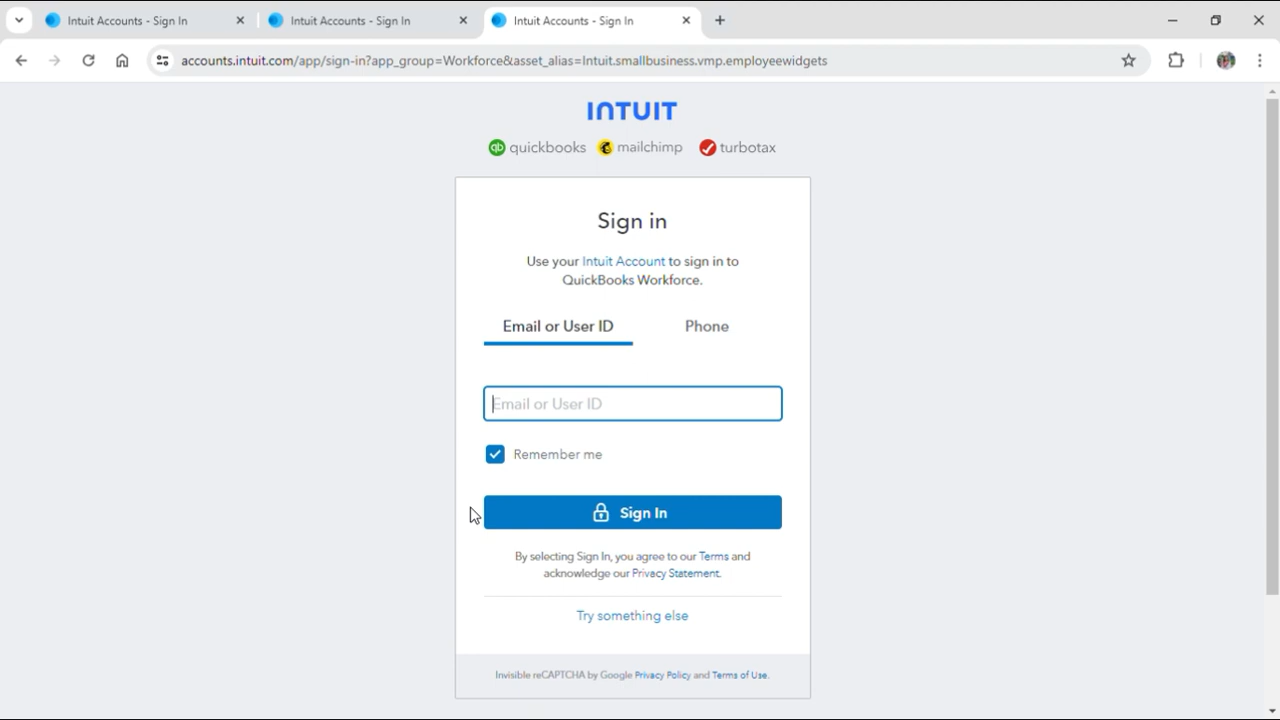 Intuit Accounts - Sign In
Intuit Accounts - Sign In
Intuit Accounts - Sign In
accounts.intuit.com/app/sign-in?app_group=Workforce&asset_alias=Intuit.smallbusiness.vmp.employeewidgets
INTUIT
qb quickbooks mailchimp turbotax
Sign in
Use your Intuit Account to sign in to
QuickBooks Workforce.
Email or User ID Phone
Email or User ID
Remember me
Sign In
By selecting Sign In, you agree to our Terms and
acknowledge our Privacy Statement.
Try something else
Invisible reCAPTCHA by Google Privacy Policy and Terms of Use.